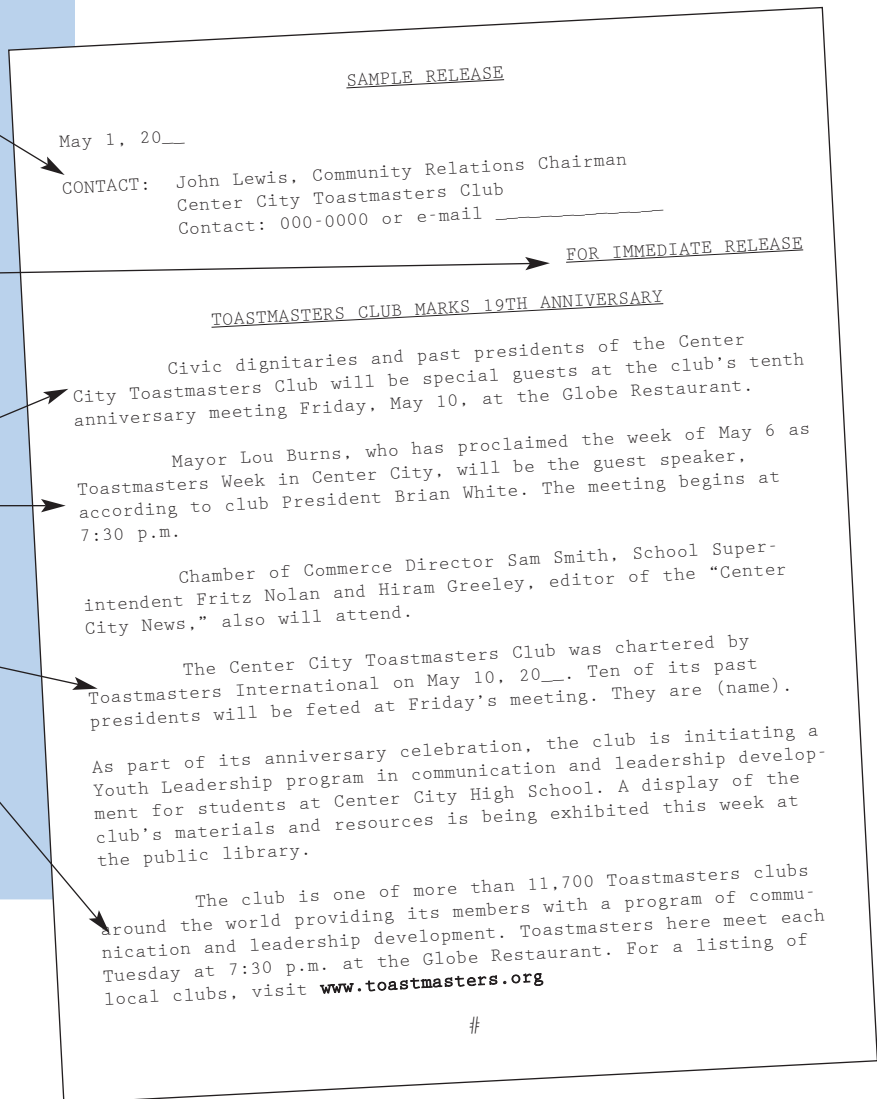 SAMPLE RELEASE
May 1, 20__
CONTACT: John Lewis, Community Relations Chairman
Center City Toastmasters Club
Contact: 000-0000 or e-mail _______________
FOR IMMEDIATE RELEASE
TOASTMASTERS CLUB MARKS 19TH ANNIVERSARY
Civic dignitaries and past presidents of the Center
City Toastmasters Club will be special guests at the club's tenth
anniversary meeting Friday, May 10, at the Globe Restaurant.
Mayor Lou Burns, who has proclaimed the week of May 6 as
Toastmasters Week in Center City, will be the guest speaker,
according to club President Brian White. The meeting begins at
7:30 p.m.
Chamber of Commerce Director Sam Smith, School Super-
intendent Fritz Nolan and Hiram Greeley, editor of the “Center
City News,” also will attend.
The Center City Toastmasters Club was chartered by
Toastmasters International on May 10, 20__. Ten of its past
presidents will be feted at Friday's meeting. They are (name).
As part of its anniversary celebration, the club is initiating a
Youth Leadership program in communication and leadership develop-
ment for students at Center City High School. A display of the
club's materials and resources is being exhibited this week at
the public library.
The club is one of more than 11,700 Toastmasters clubs
around the world providing its members with a program of commu-
nication and leadership development. Toastmasters here meet each
Tuesday at 7:30 p.m. at the Globe Restaurant. For a listing of
local clubs, visit www.toastmasters.org
#